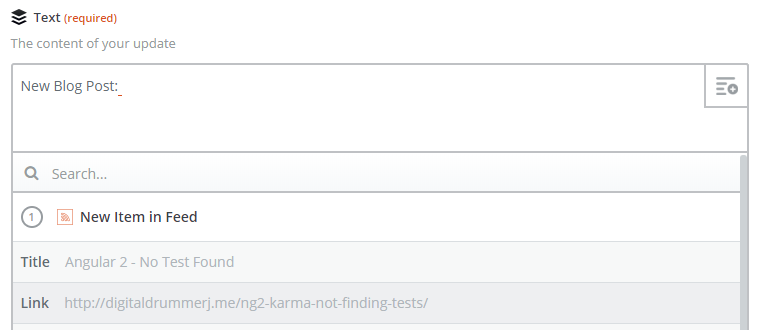 Text (required)
The content of your update
New Blog Post:_
Search...
1 New Item in Feed
Title Angular 2 - No Test Found
Link http://digitaldrummerj.me/ng2-karma-not-finding-tests/